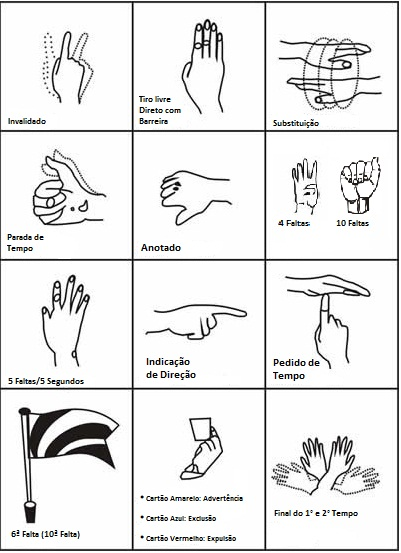 Invalidado
Tiro livre
Direto com
Barreira
Substituição
Parada de
Tempo
Anotado
4 Faltas
10 Faltas
5 Faltas/5 Segundos
Indicação
de Direção
Pedido de
Tempo
6ª Falta (10ª Falta)
* Cartão Amarelo: Advertência
* Cartão Azul: Exclusão
* Cartão Vermelho: Expulsão
Final do 1° e 2° Tempo